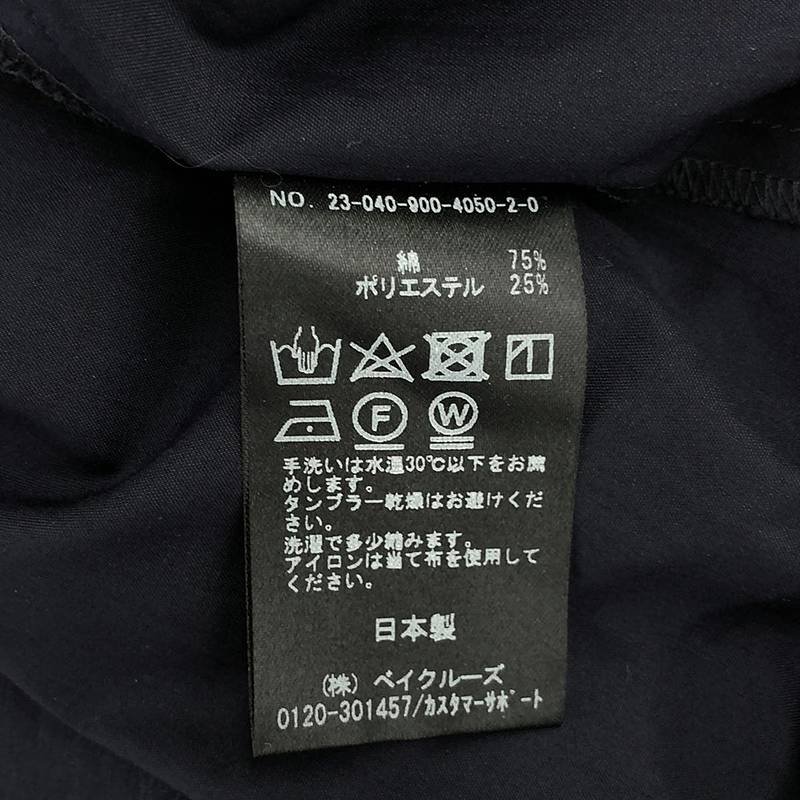 NO. 23-040-900-4050-2-0
綿 75%
ポリエステル 25%
F W
手洗いは水温30℃以下をお薦
めします。
タンブラー乾燥はお避けくだ
さい。
洗濯で多少縮みます。
アイロンは当て布を使用して
ください。
日本製
(株) ベイクルーズ
0120-301457/カスタマーサポート